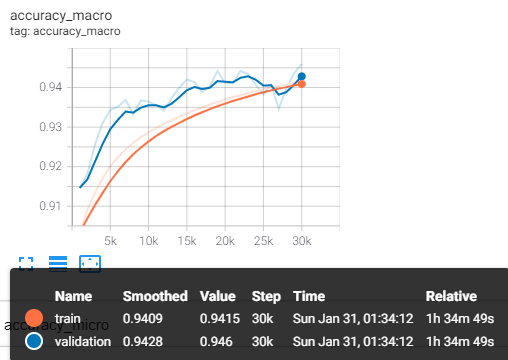 accuracy_macro
tag: accuracy_macro
0.94
0.93
0.92
0.91
5k 10k 15k 20k 25k 30k
Name Smoothed Value Step Time Relative
train 0.9409 0.9415 30k Sun Jan 31, 01:34:12 1h 34m 49s
accuracy_micro
validation 0.9428 0.946 30k Sun Jan 31, 01:34:12 1h 34m 49s